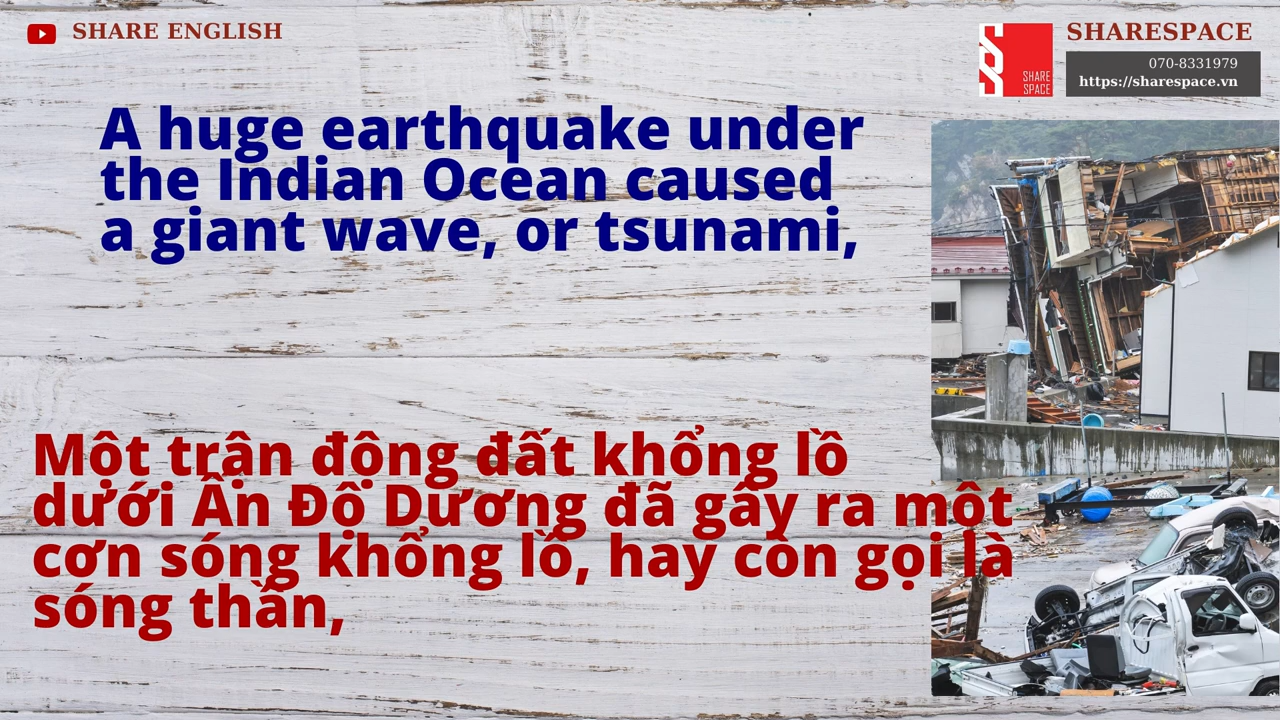 SHARE ENGLISH
SHARESPACE
070-8331979
https://sharespace.vn
SHARE
SPACE
A huge earthquake under
the Indian Ocean caused
a giant wave, or tsunami,
Một trận động đất khổng lồ
dưới Ấn Độ Dương đã gây ra một
cơn sóng khổng lồ, hay còn gọi là
sóng thần,